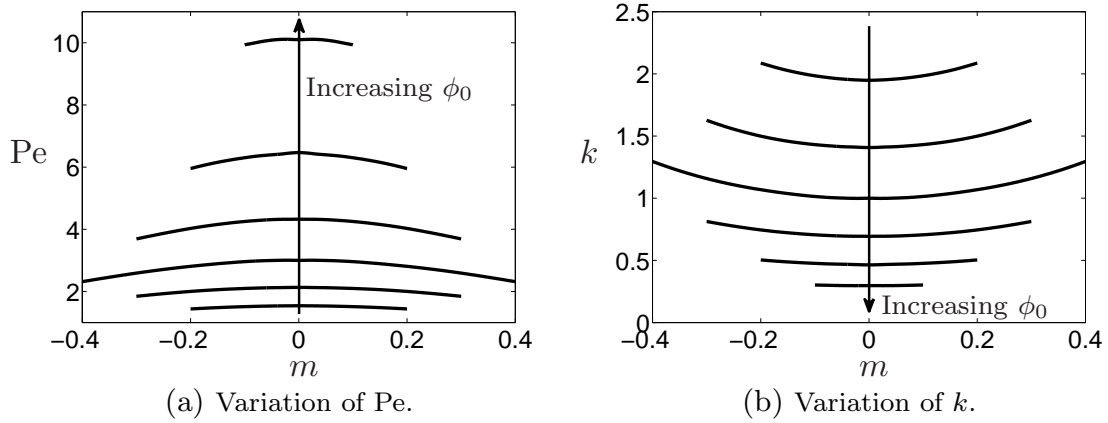 10
8
6
4
2
Pe
Increasing ϕ₀
−0.4 −0.2 0 0.2 0.4
m
(a) Variation of Pe.
2.5
2
1.5
1
0.5
0
k
Increasing ϕ₀
−0.4 −0.2 0 0.2 0.4
m
(b) Variation of k.